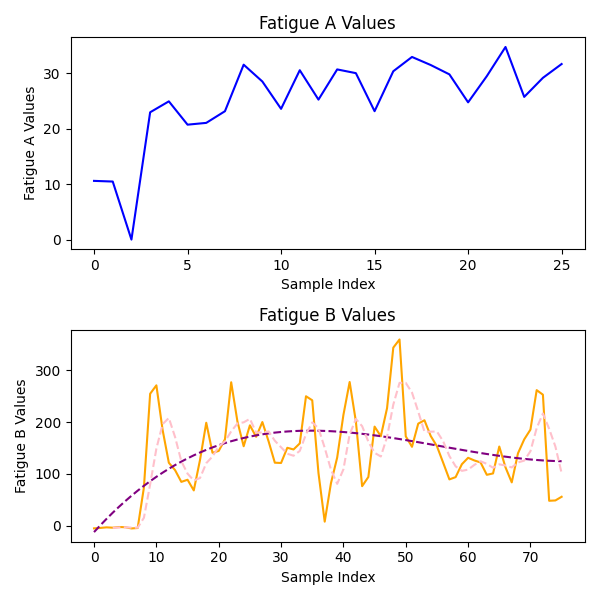 Fatigue A Values
Fatigue A Values
30
20
10
0
0 5 10 15 20 25
Sample Index
Fatigue B Values
Fatigue B Values
300
200
100
0
0 10 20 30 40 50 60 70
Sample Index